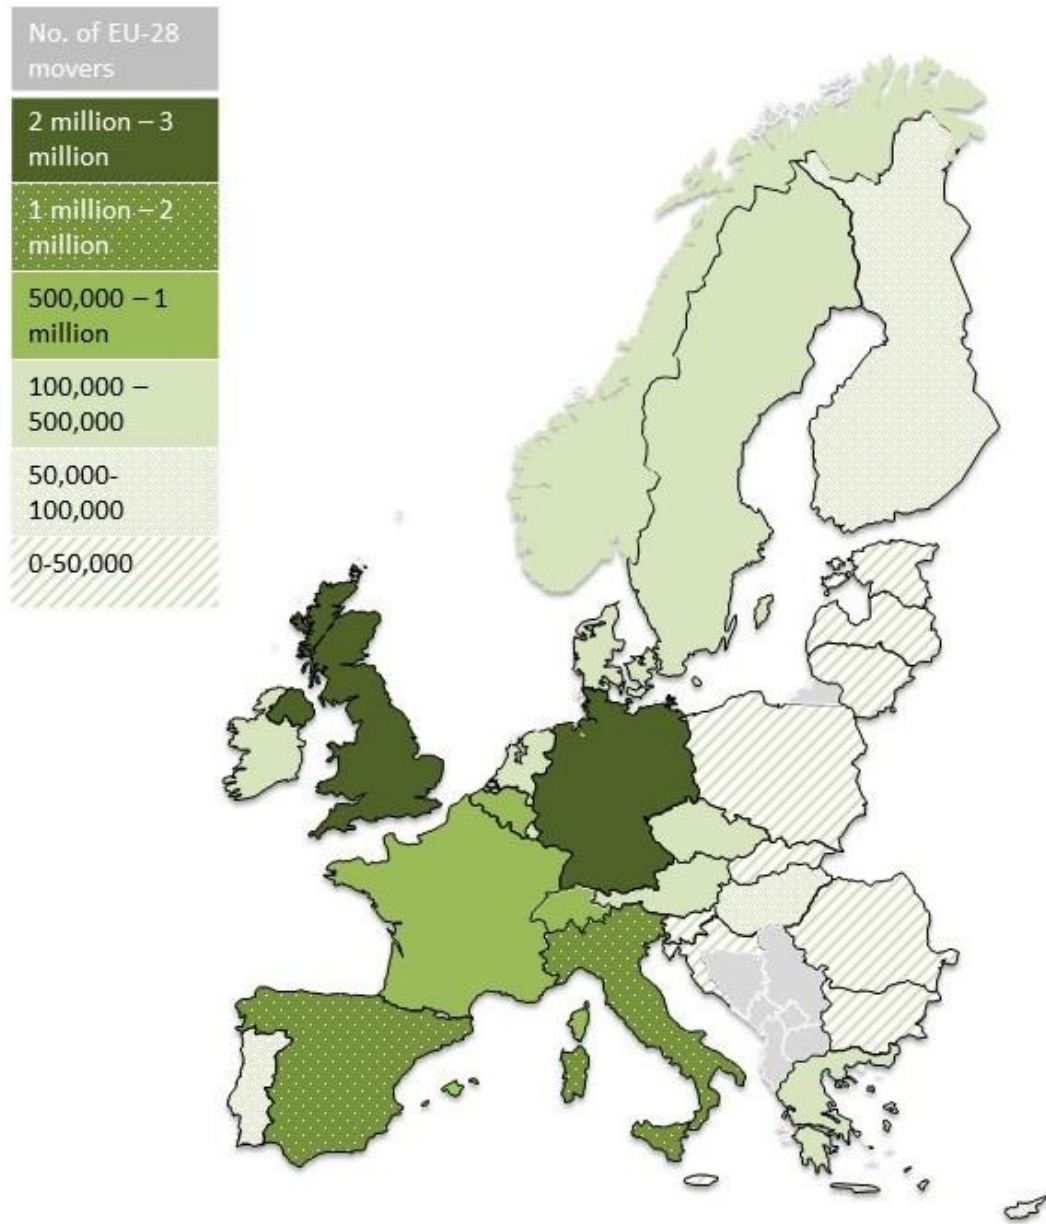 No. of EU-28
movers
2 million – 3
million
1 million – 2
million
500,000 – 1
million
100,000 –
500,000
50,000-
100,000
0-50,000